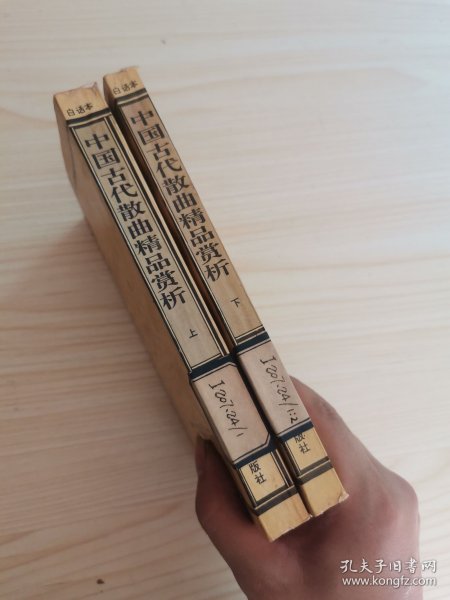 白话本
中国古代散曲精品赏析
上
I·207·24/1
版社
白话本
中国古代散曲精品赏析
下
I·207·24/1:2
版社
孔夫子旧书网
www.kongfz.com